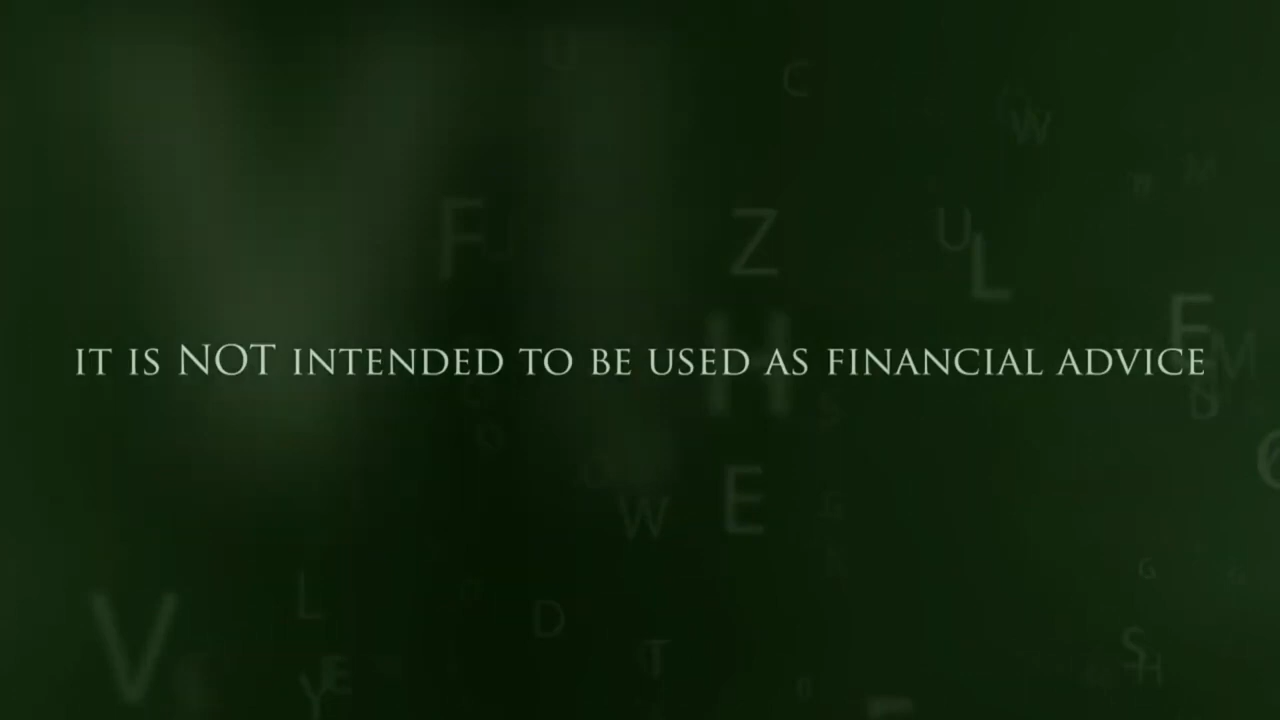 IT IS NOT INTENDED TO BE USED AS FINANCIAL ADVICE